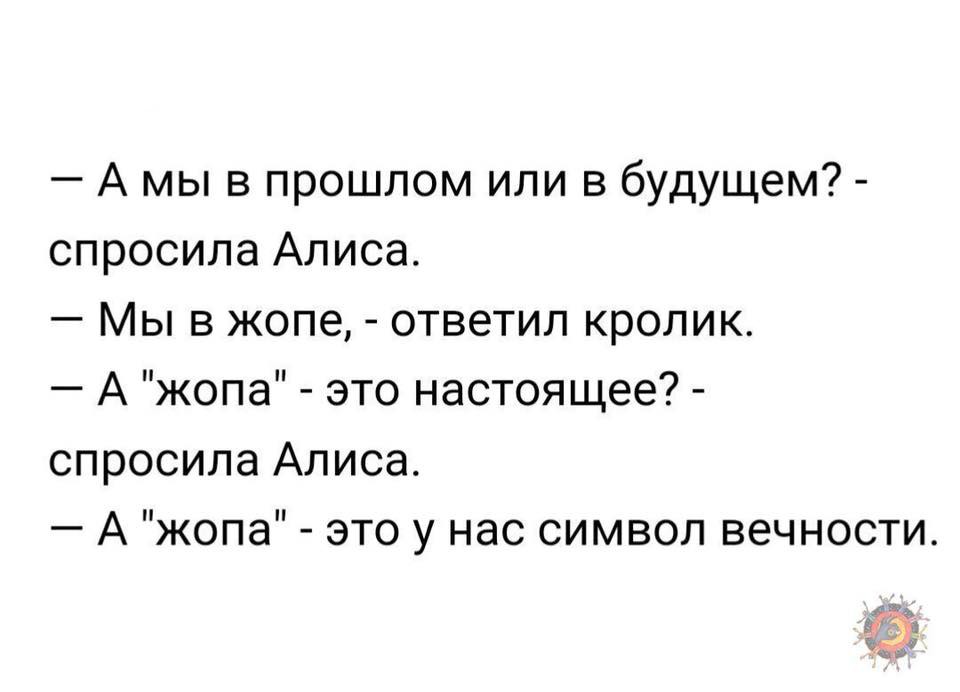 — А мы в прошлом или в будущем? -
спросила Алиса.
— Мы в жопе, - ответил кролик.
— А "жопа" - это настоящее? -
спросила Алиса.
— А "жопа" - это у нас символ вечности.